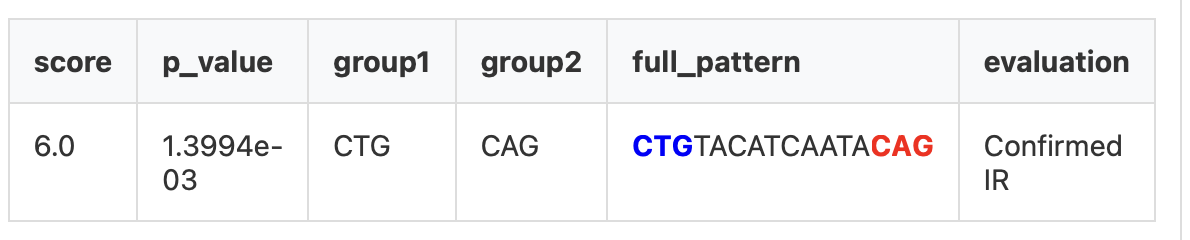 score p_value group1 group2 full_pattern evaluation
6.0 1.3994e- CTG CAG CTGTACATCAATACAG Confirmed
03 IR